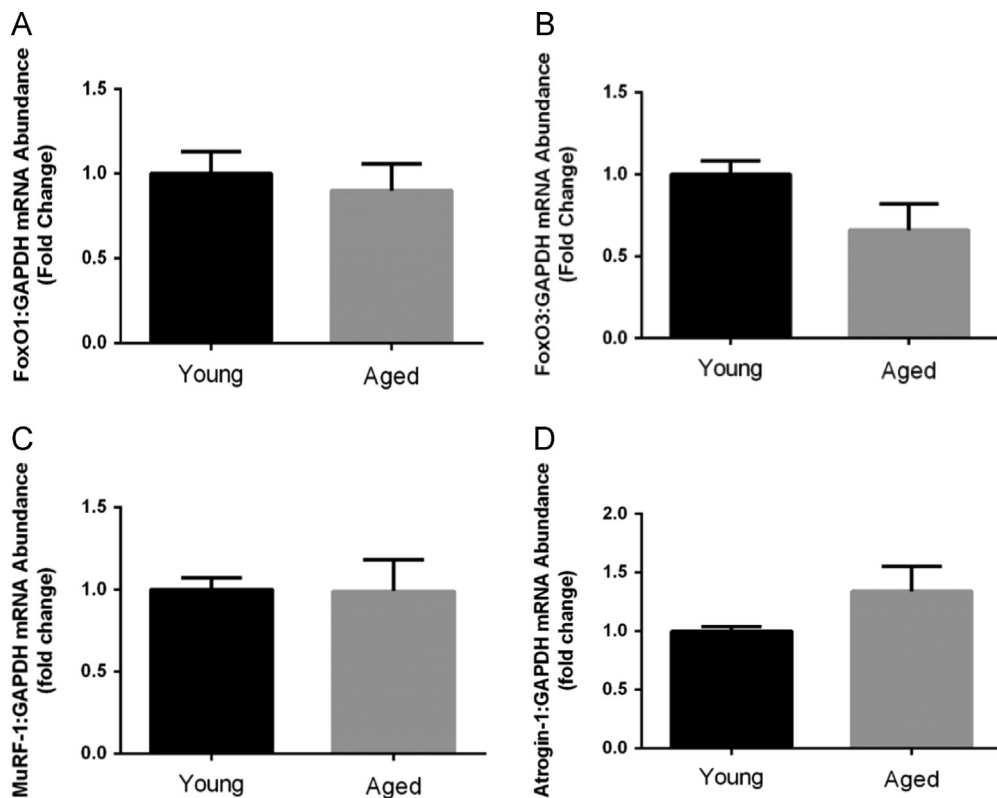 A
FoxO1:GAPDH mRNA Abundance
(Fold Change)
1.5
1.0
0.5
0.0
Young
Aged
B
FoxO3:GAPDH mRNA Abundance
(Fold Change)
1.5
1.0
0.5
0.0
Young
Aged
C
MuRF-1:GAPDH mRNA Abundance
(fold change)
1.5
1.0
0.5
0.0
Young
Aged
D
Atrogin-1:GAPDH mRNA Abundance
(fold change)
2.0
1.5
1.0
0.5
0.0
Young
Aged